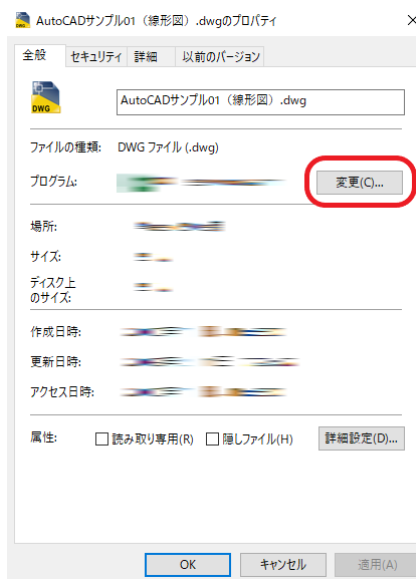 AutoCADサンプル01（線形図）.dwgのプロパティ
全般 セキュリティ 詳細 以前のバージョン
DWG
AutoCADサンプル01（線形図）.dwg
ファイルの種類: DWG ファイル (.dwg)
プログラム: 変更(C)...
場所:
サイズ:
ディスク上
のサイズ:
作成日時:
更新日時:
アクセス日時:
属性: 読み取り専用(R) 隠しファイル(H) 詳細設定(D)...
OK キャンセル 適用(A)